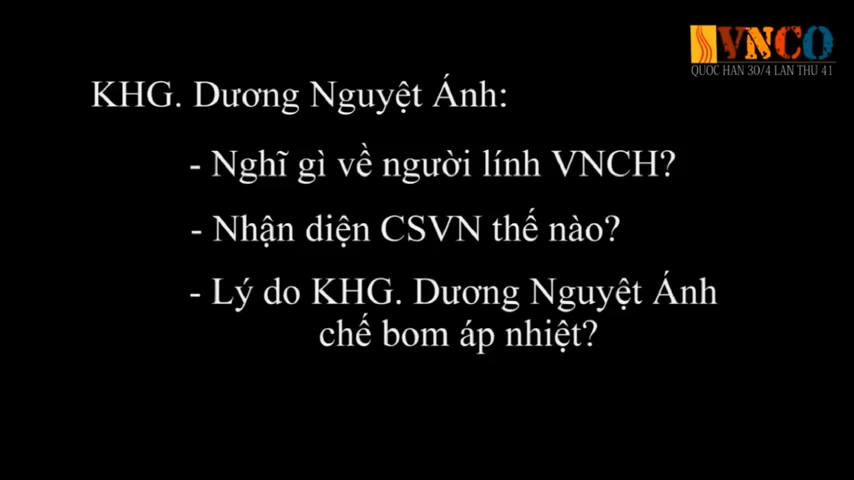 VNCO
QUOC HAN 30/4 LAN THU 41
KHG. Dương Nguyệt Ánh:
- Nghĩ gì về người lính VNCH?
- Nhận diện CSVN thế nào?
- Lý do KHG. Dương Nguyệt Ánh
chế bom áp nhiệt?